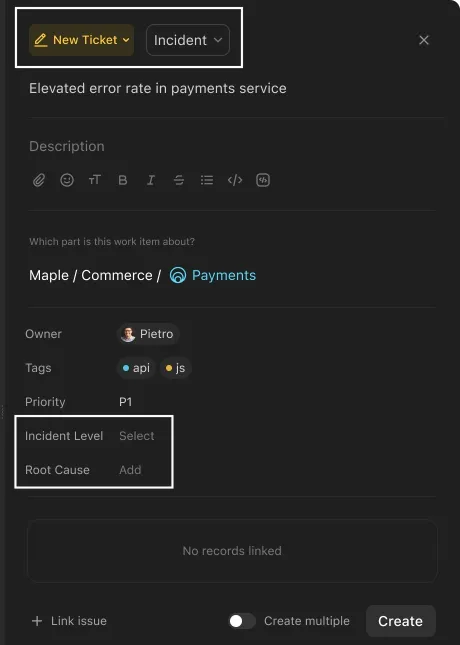 New Ticket Incident
Elevated error rate in payments service
Description
Which part is this work item about?
Maple / Commerce / Payments
Owner Pietro
Tags api js
Priority P1
Incident Level Select
Root Cause Add
No records linked
+ Link issue Create multiple Create